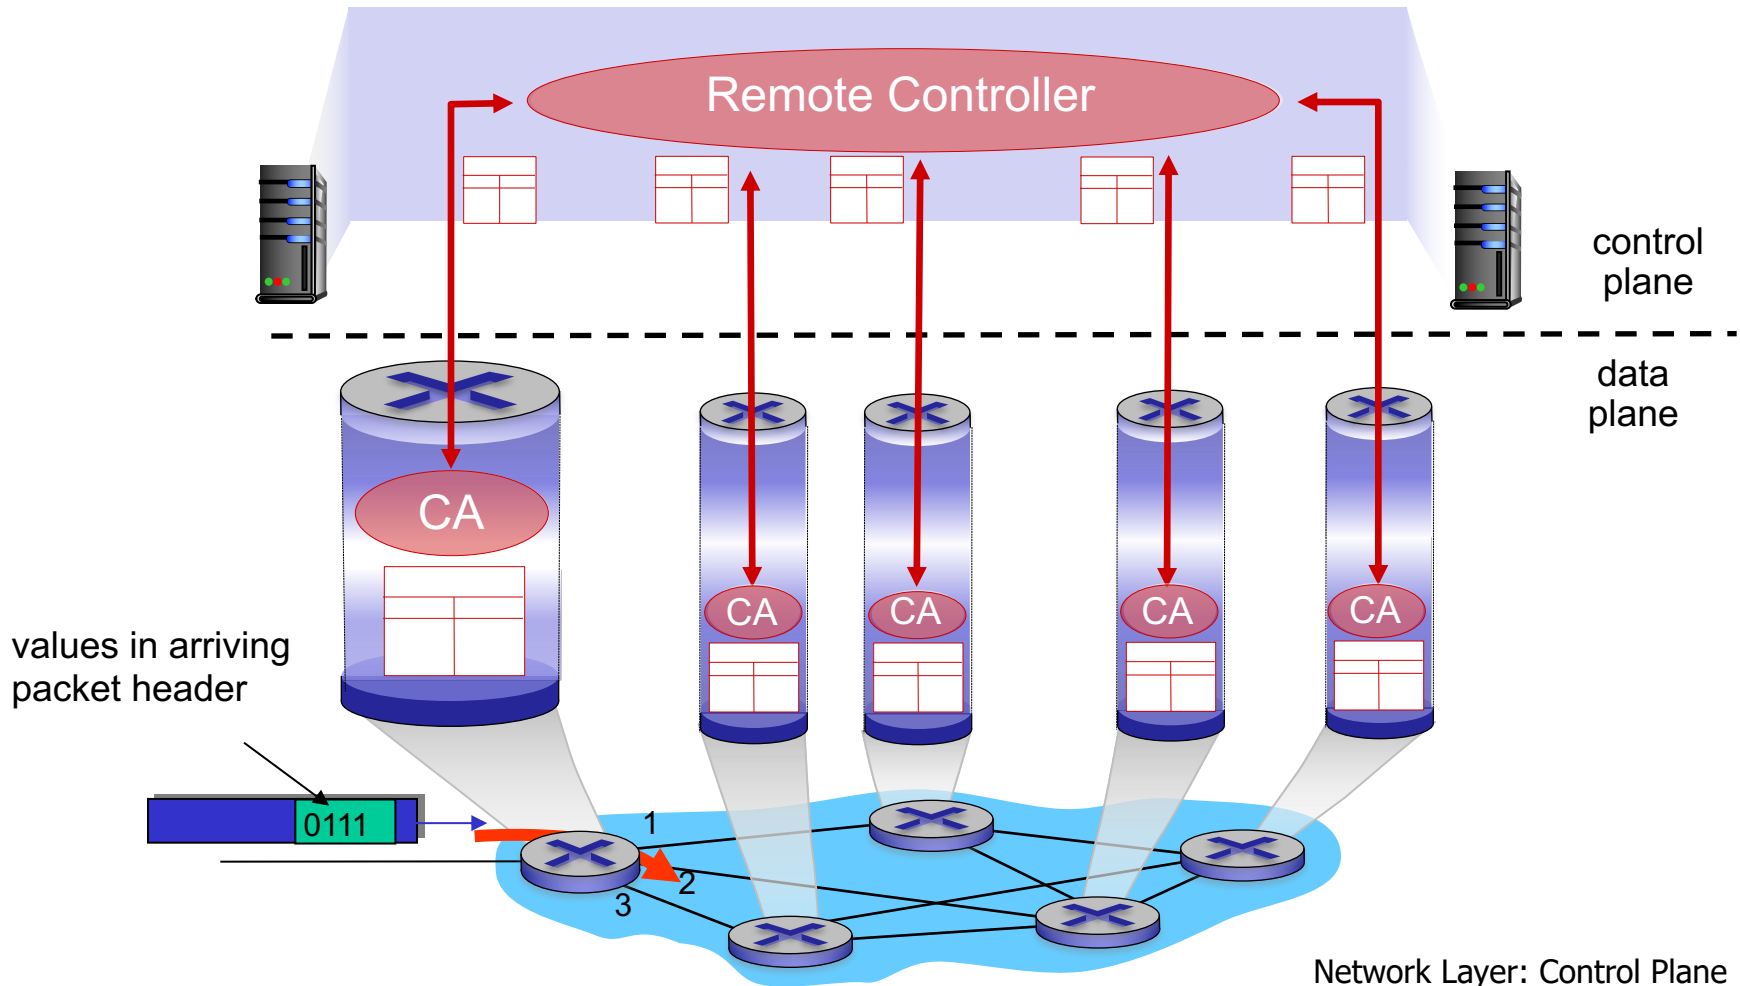 Remote Controller
control
plane
data
plane
CA
CA
CA
CA
CA
values in arriving
packet header
0111
1
2
3
Network Layer: Control Plane